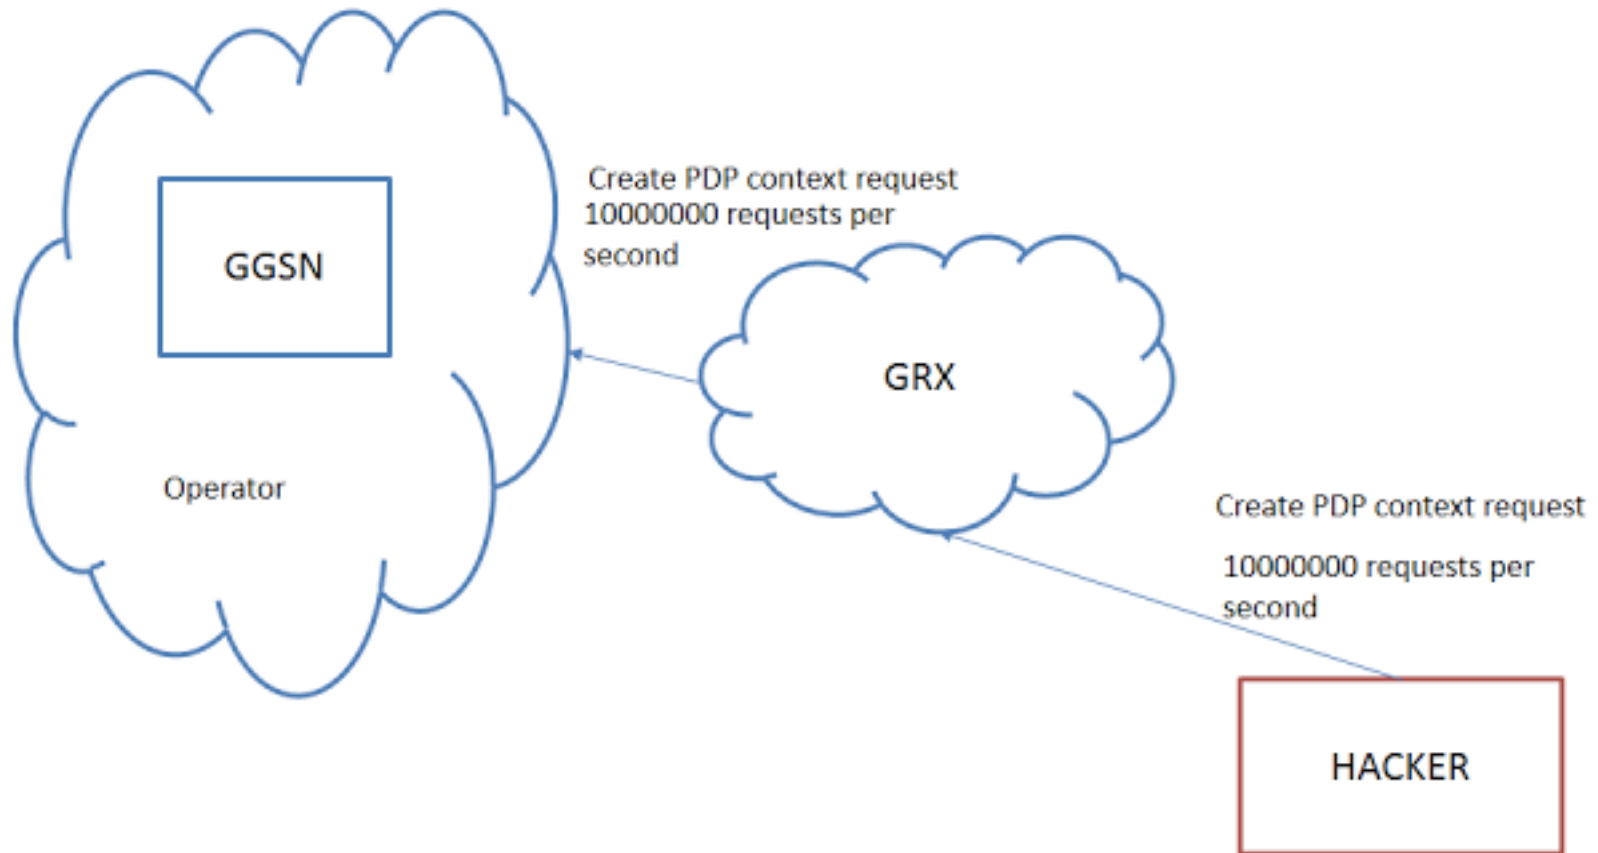 Create PDP context request
10000000 requests per
second
GGSN
GRX
Operator
Create PDP context request
10000000 requests per
second
HACKER